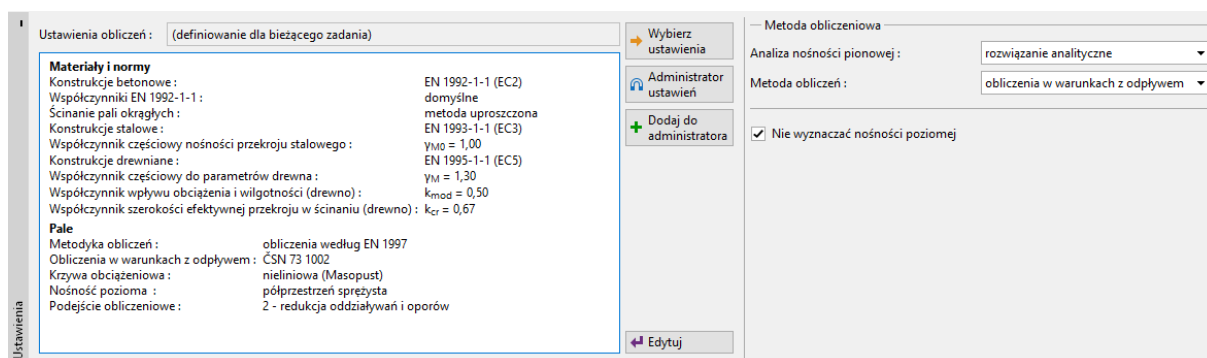 Ustawienia obliczeń : (definiowanie dla bieżącego zadania)
Materiały i normy
Konstrukcje betonowe : EN 1992-1-1 (EC2)
Współczynniki EN 1992-1-1 : domyślne
Ścinanie pali okrągłych : metoda uproszczona
Konstrukcje stalowe : EN 1993-1-1 (EC3)
Współczynnik częściowy nośności przekroju stalowego : γM0 = 1,00
Konstrukcje drewniane : EN 1995-1-1 (EC5)
Współczynnik częściowy do parametrów drewna : γM = 1,30
Współczynnik wpływu obciążenia i wilgotności (drewno) : kmod = 0,50
Współczynnik szerokości efektywnej przekroju w ścinaniu (drewno) : kcr = 0,67
Pale
Metodyka obliczeń : obliczenia według EN 1997
Obliczenia w warunkach z odpływem : ČSN 73 1002
Krzywa obciążeniowa : nieliniowa (Masopust)
Nośność pozioma : półprzestrzeń sprężysta
Podejście obliczeniowe : 2 - redukcja oddziaływań i oporów
Wybierz
ustawienia
Administrator
ustawień
Dodaj do
administratora
Edytuj
Metoda obliczeniowa
Analiza nośności pionowej : rozwiązanie analityczne
Metoda obliczeń : obliczenia w warunkach z odpływem
Nie wyznaczać nośności poziomej
Ustawienia